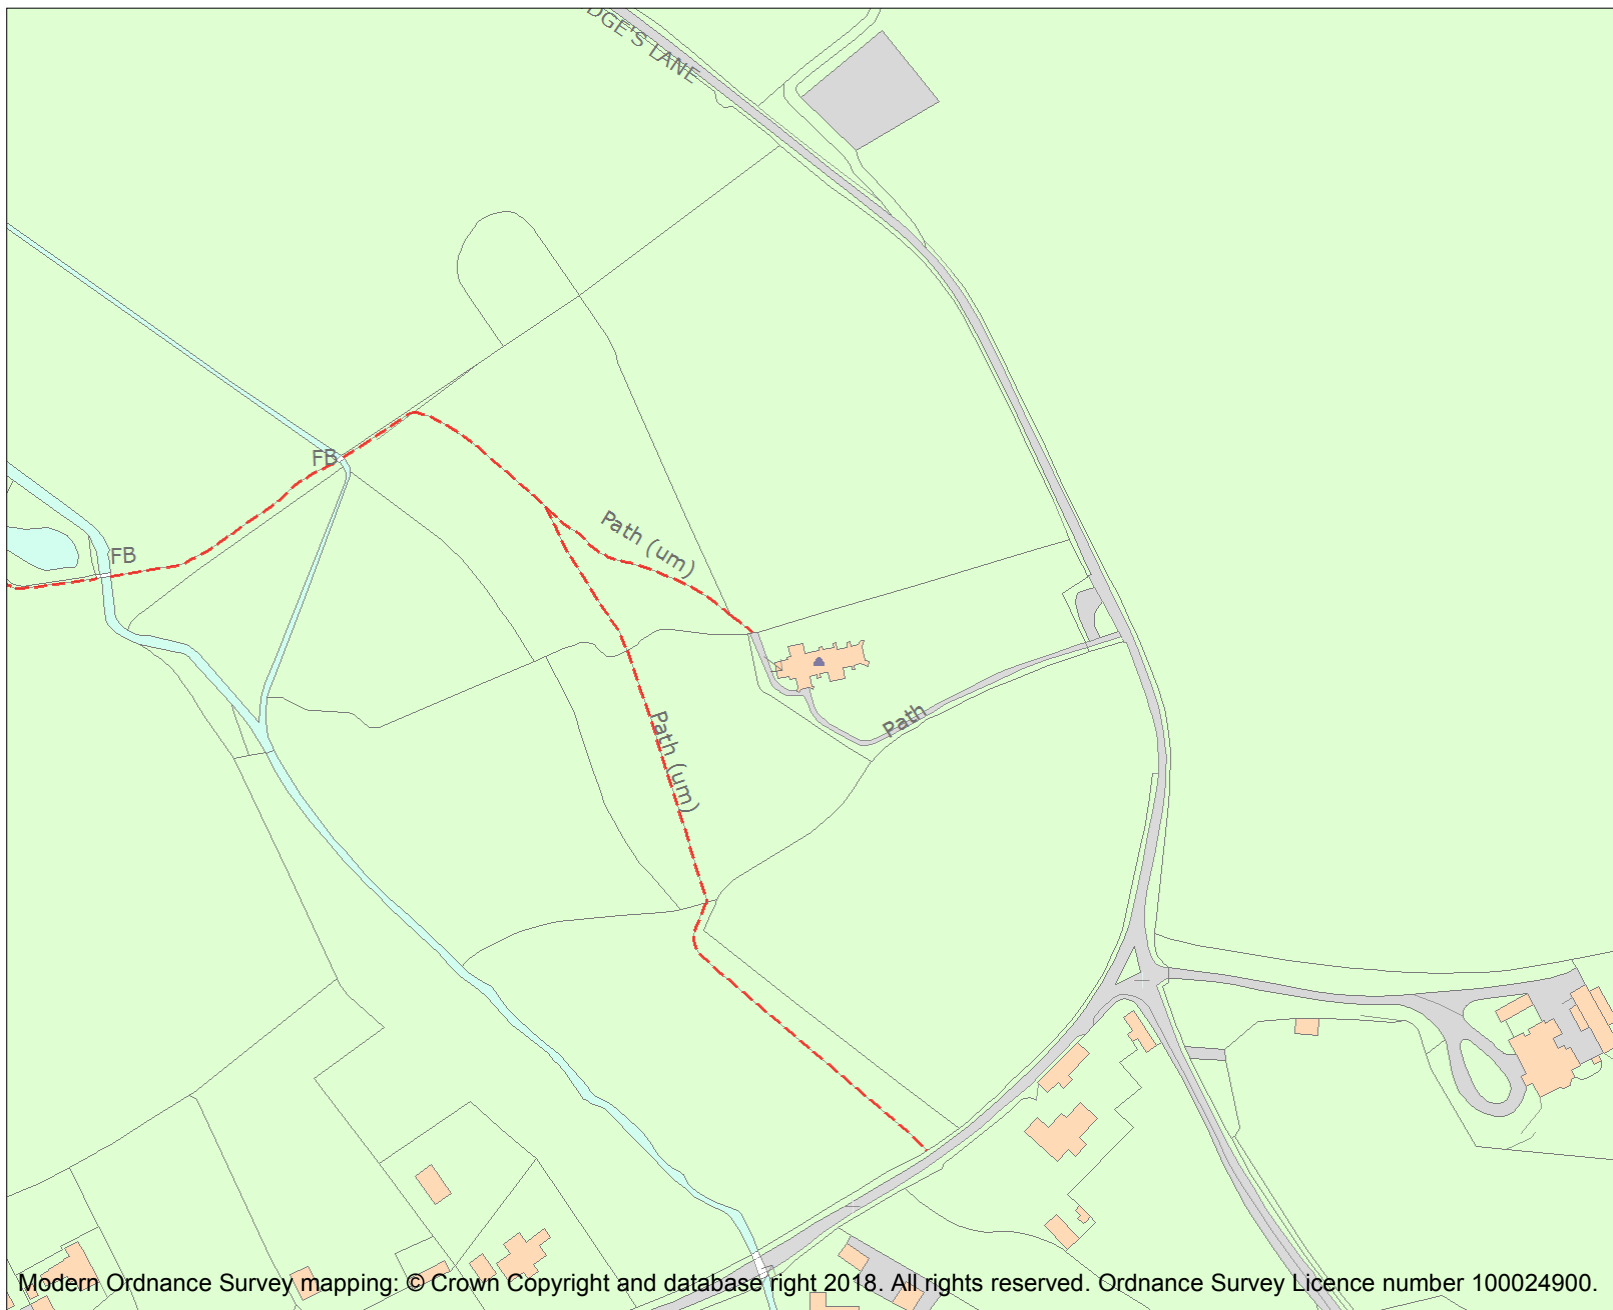 DGE'S LANE
FB
Path (um)
FB
Path
Path (um)
Modern Ordnance Survey mapping: © Crown Copyright and database right 2018. All rights reserved. Ordnance Survey Licence number 100024900.